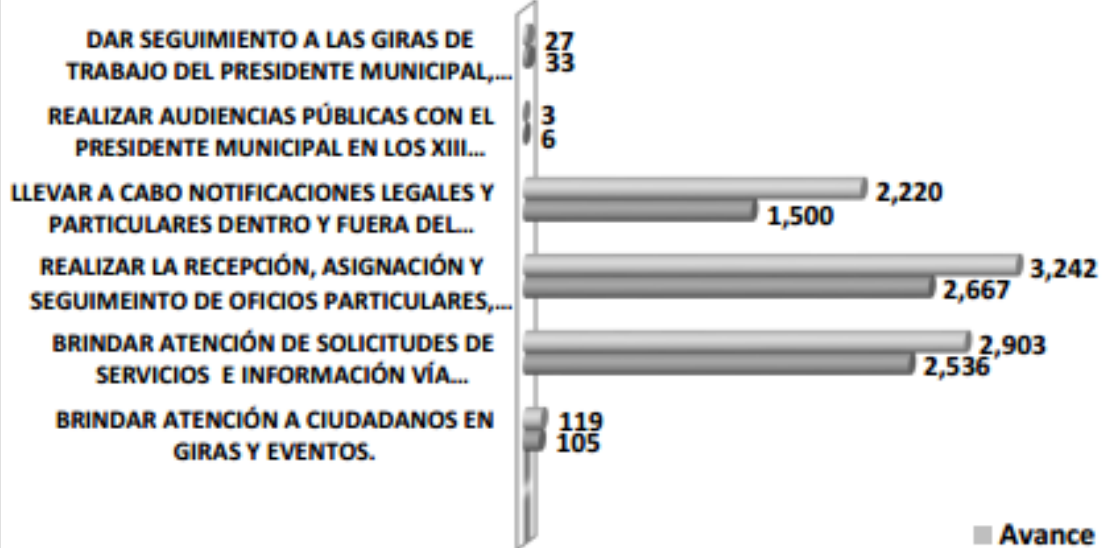 DAR SEGUIMIENTO A LAS GIRAS DE
TRABAJO DEL PRESIDENTE MUNICIPAL,...
27
33
REALIZAR AUDIENCIAS PÚBLICAS CON EL
PRESIDENTE MUNICIPAL EN LOS XIII...
3
6
LLEVAR A CABO NOTIFICACIONES LEGALES Y
PARTICULARES DENTRO Y FUERA DEL...
2,220
1,500
REALIZAR LA RECEPCIÓN, ASIGNACIÓN Y
SEGUIMEINTO DE OFICIOS PARTICULARES,...
3,242
2,667
BRINDAR ATENCIÓN DE SOLICITUDES DE
SERVICIOS E INFORMACIÓN VÍA...
2,903
2,536
BRINDAR ATENCIÓN A CIUDADANOS EN
GIRAS Y EVENTOS.
119
105
Avance